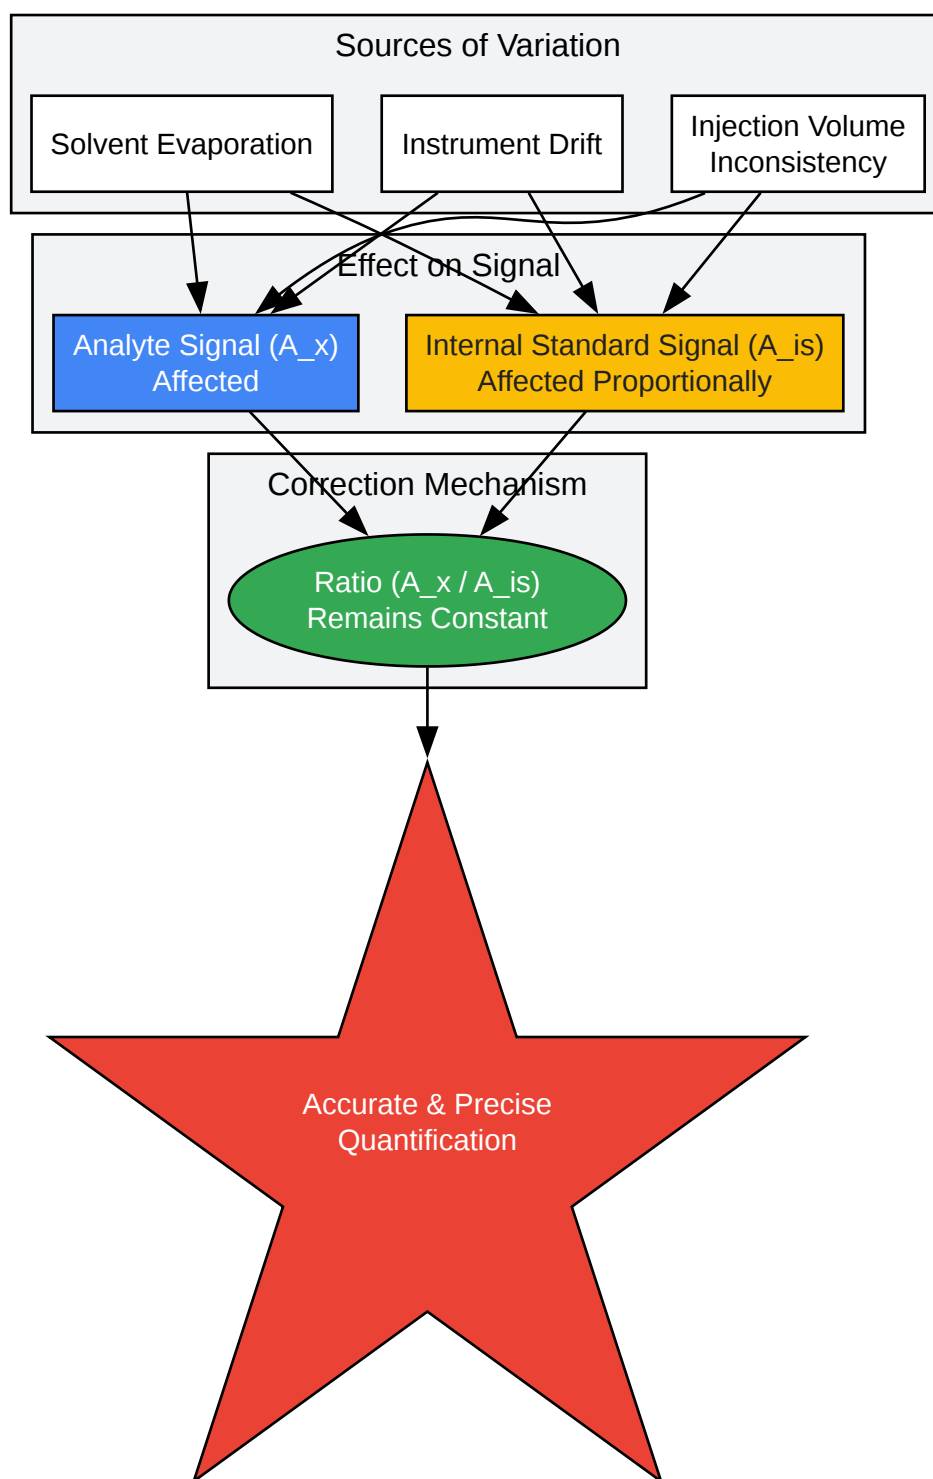 Sources of Variation
Solvent Evaporation
Instrument Drift
Injection Volume
Inconsistency
Effect on Signal
Analyte Signal (A_x)
Affected
Internal Standard Signal (A_is)
Affected Proportionally
Correction Mechanism
Ratio (A_x / A_is)
Remains Constant
Accurate & Precise
Quantification